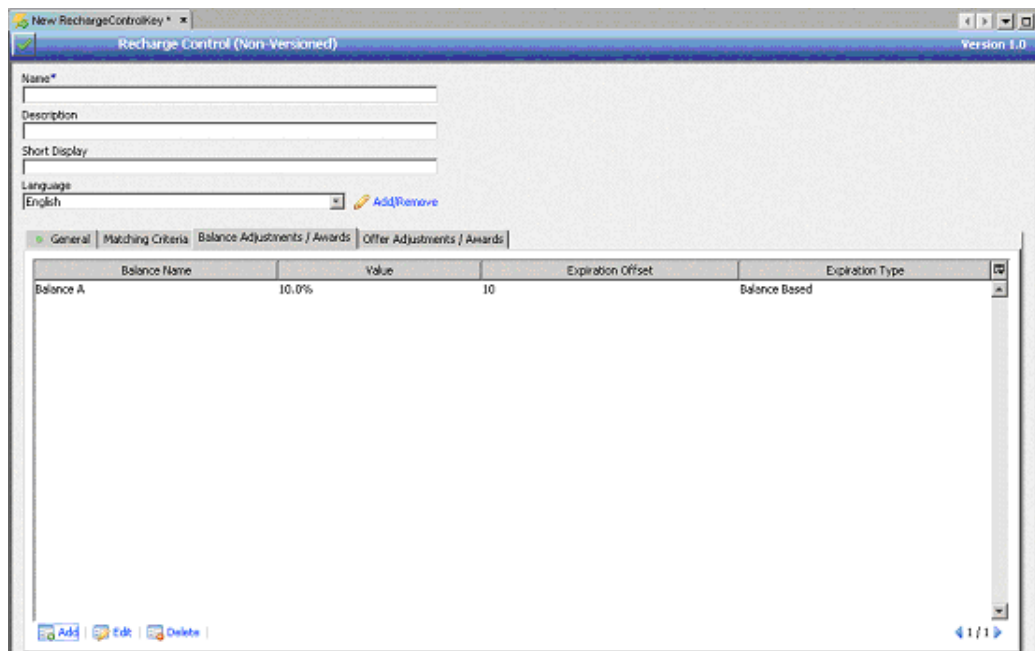 New RechargeControlKey *
Recharge Control (Non-Versioned) Version 1.0
Name*
Description
Short Display
Language
English Add/Remove
General Matching Criteria Balance Adjustments / Awards Offer Adjustments / Awards
Balance Name Value Expiration Offset Expiration Type
Balance A 10.0% 10 Balance Based
Add Edit Delete 1 / 1